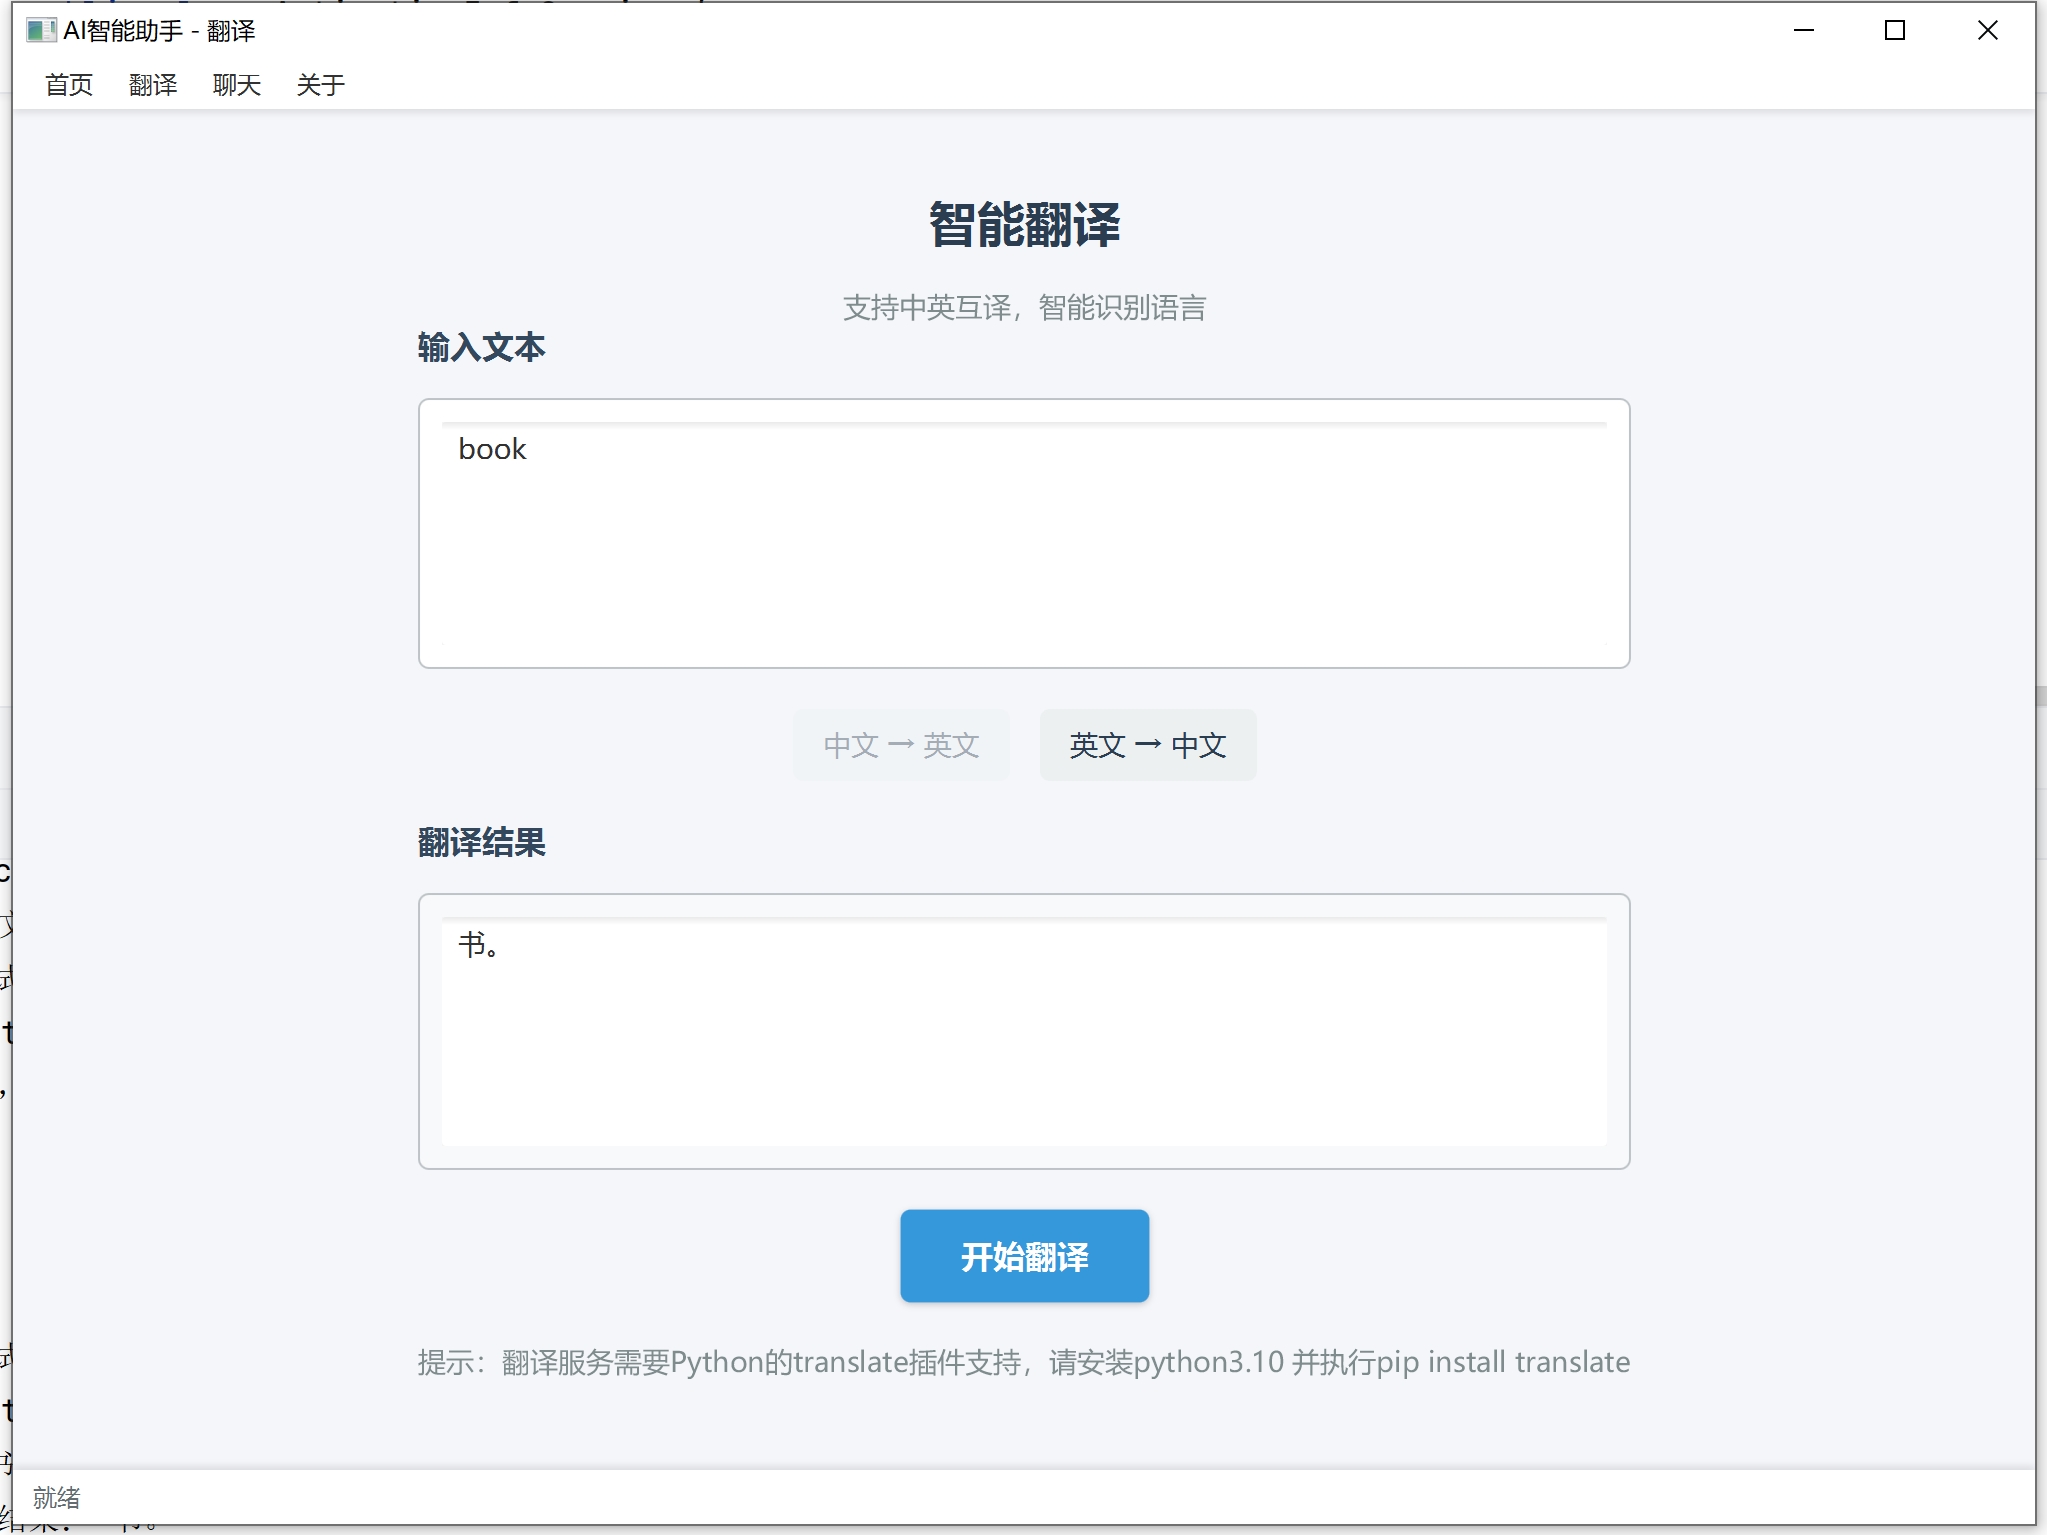 AI智能助手 - 翻译
首页 翻译 聊天 关于
智能翻译
支持中英互译，智能识别语言
输入文本
book
中文 → 英文 英文 → 中文
翻译结果
书。
开始翻译
提示：翻译服务需要Python的translate插件支持，请安装python3.10 并执行pip install translate
就绪